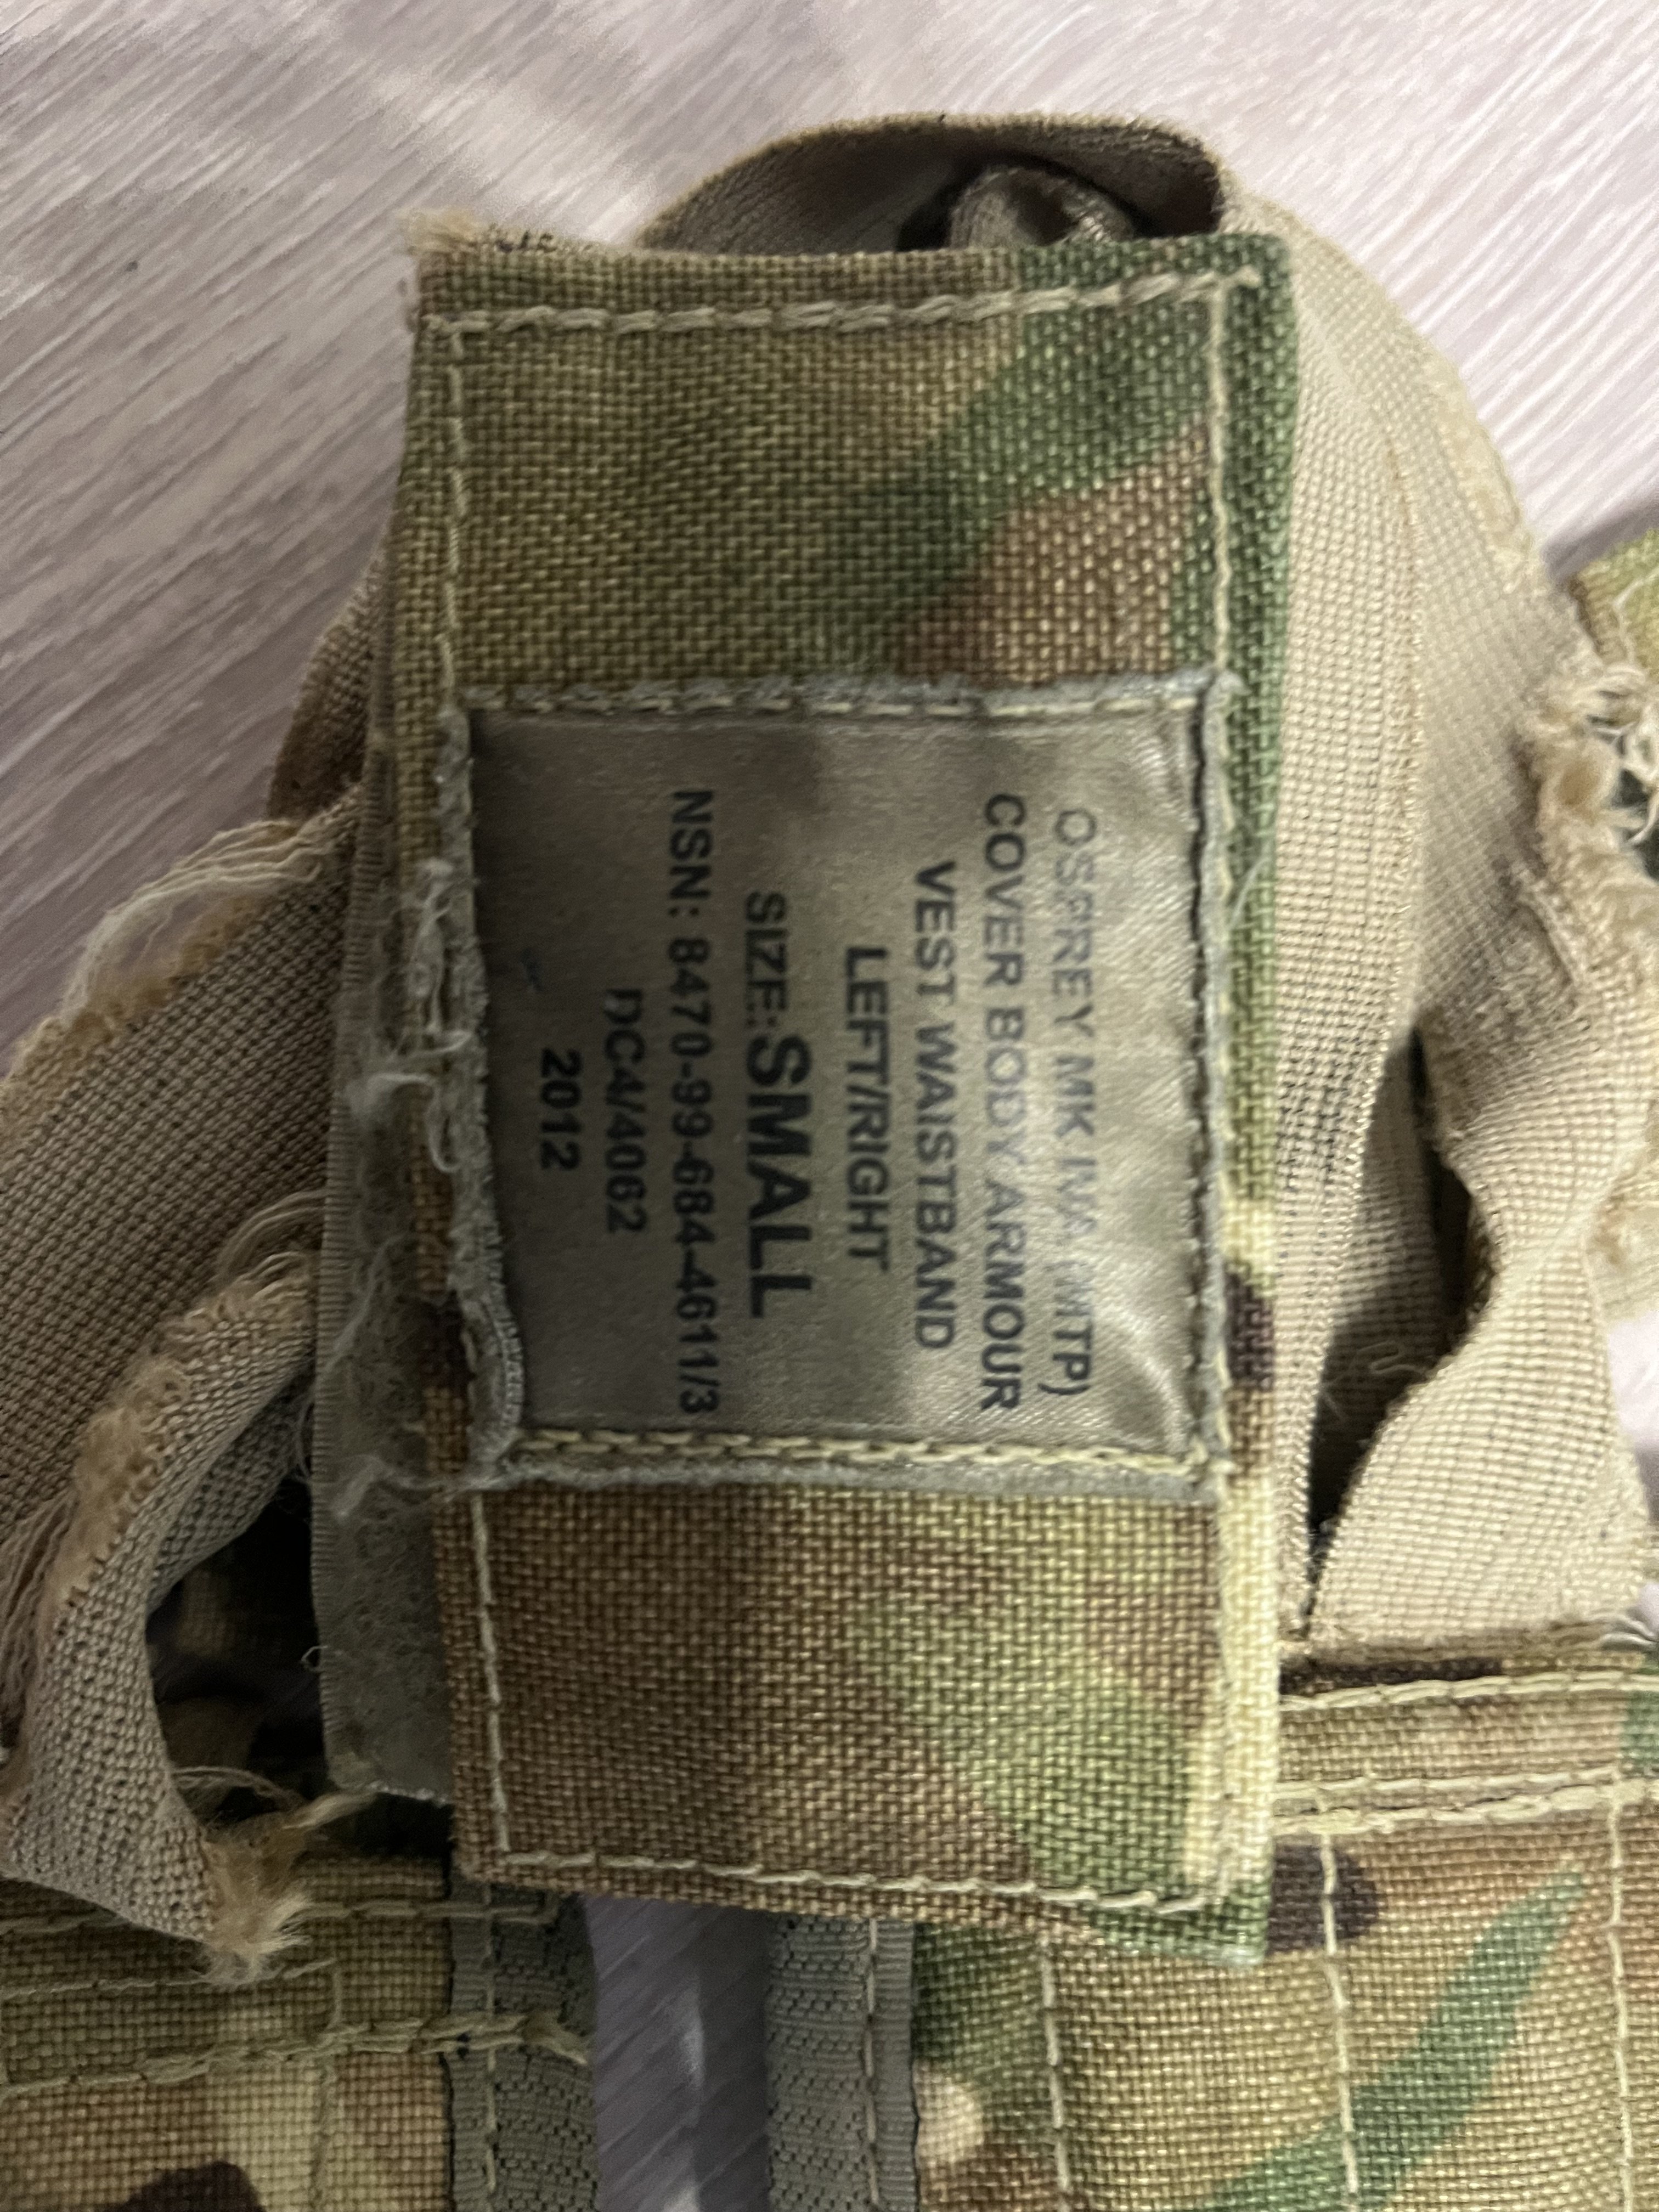 OSPREY MK IVA (MTP)
COVER BODY ARMOUR
VEST WAISTBAND
LEFT/RIGHT
SIZE: SMALL
NSN: 8470-99-684-4611/3
DC4/4062
2012